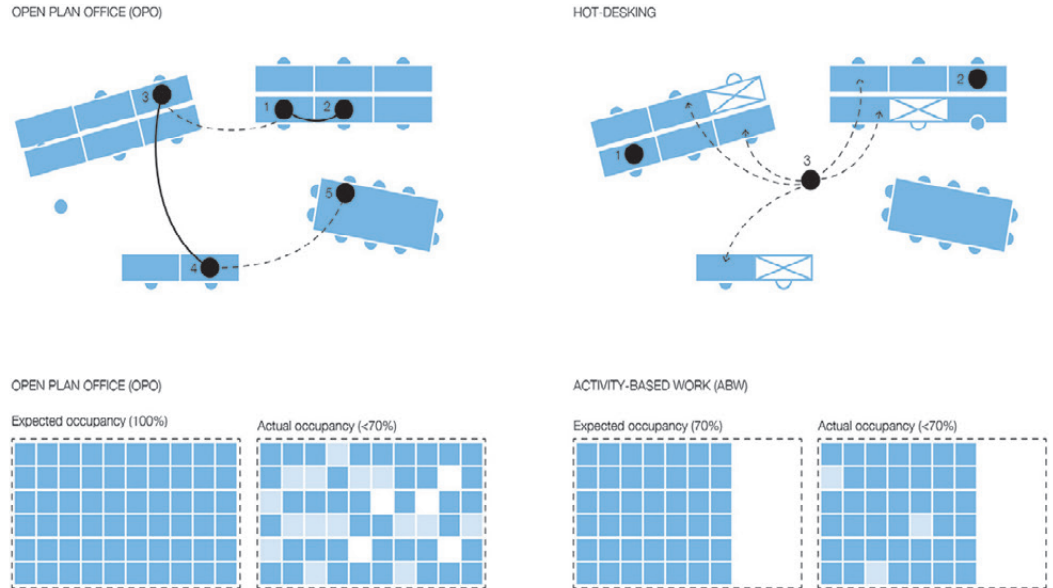 OPEN PLAN OFFICE (OPO)
HOT-DESKING
3
1
2
5
4
2
1
3
OPEN PLAN OFFICE (OPO)
ACTIVITY-BASED WORK (ABW)
Expected occupancy (100%)
Actual occupancy (<70%)
Expected occupancy (70%)
Actual occupancy (<70%)